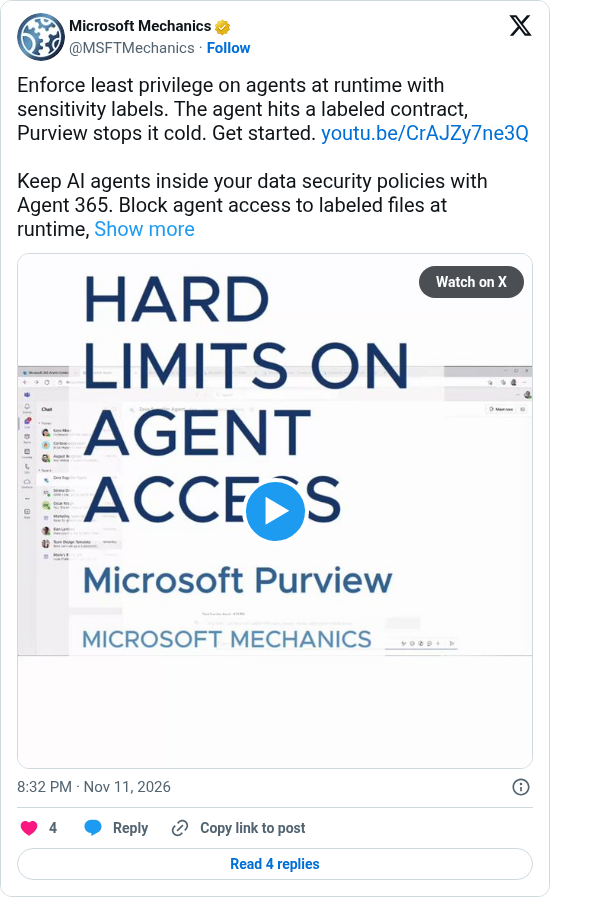 Microsoft Mechanics
@MSFTMechanics · Follow
Enforce least privilege on agents at runtime with
sensitivity labels. The agent hits a labeled contract,
Purview stops it cold. Get started. youtu.be/CrAJZy7ne3Q
Keep AI agents inside your data security policies with
Agent 365. Block agent access to labeled files at
runtime, Show more
Watch on X
HARD
LIMITS ON
AGENT
ACCESS
Chat
Microsoft Purview
MICROSOFT MECHANICS
8:32 PM · Nov 11, 2026
4
Reply
Copy link to post
Read 4 replies